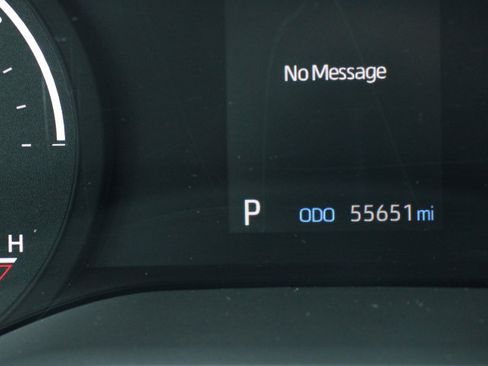 No Message
P ODO 55651 mi
H